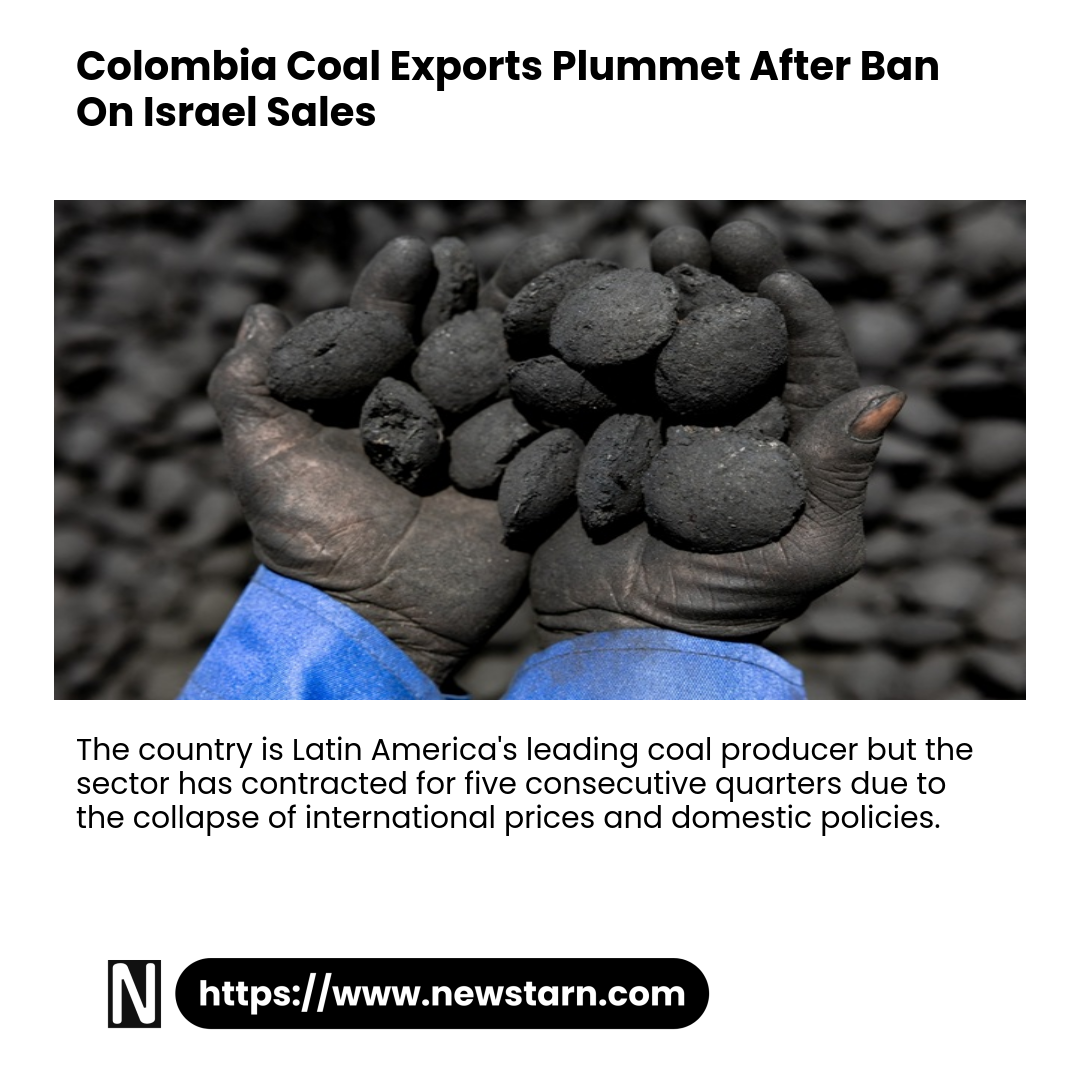 Colombia Coal Exports Plummet After Ban
On Israel Sales
The country is Latin America's leading coal producer but the
sector has contracted for five consecutive quarters due to
the collapse of international prices and domestic policies.
N
https://www.newstarn.com